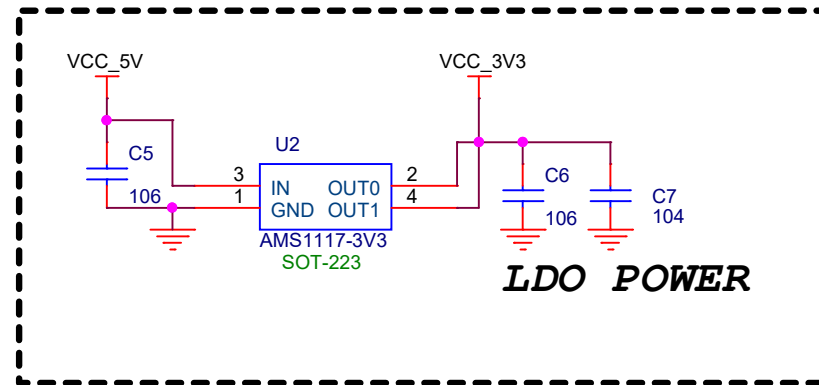 VCC_5V
VCC_3V3
C5
106
U2
3
1
IN
GND
OUT0
OUT1
2
4
AMS1117-3V3
SOT-223
C6
106
C7
104
LDO POWER